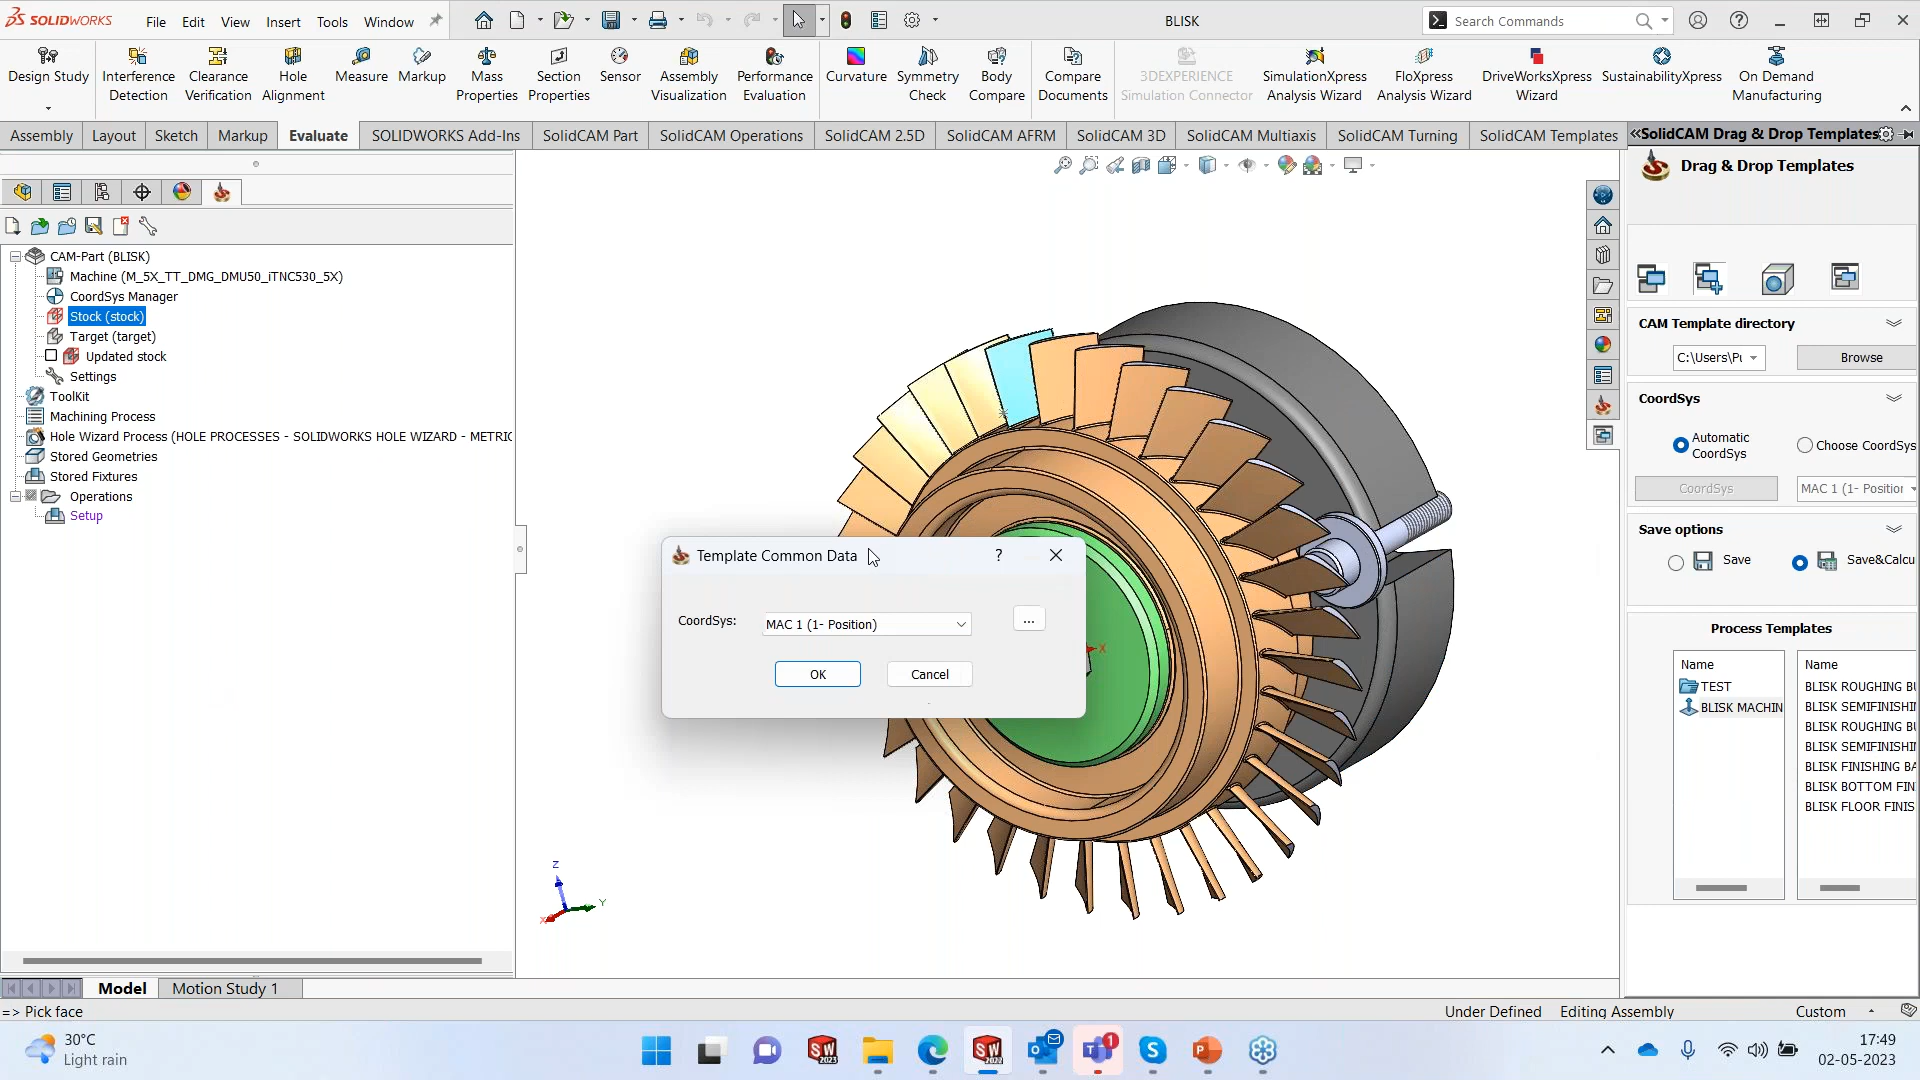 SOLIDWORKS File Edit View Insert Tools Window BLISK Search Commands
Design Study
Interference Detection
Clearance Verification
Hole Alignment
Measure
Markup
Mass Properties
Section Properties
Sensor
Assembly Visualization
Performance Evaluation
Curvature
Symmetry Check
Body Compare
Compare Documents
3DEXPERIENCE Simulation Connector
SimulationXpress Analysis Wizard
FloXpress Analysis Wizard
DriveWorksXpress Wizard
SustainabilityXpress
On Demand Manufacturing
Assembly Layout Sketch Markup Evaluate SOLIDWORKS Add-Ins SolidCAM Part SolidCAM Operations SolidCAM 2.5D SolidCAM AFRM SolidCAM 3D SolidCAM Multiaxis SolidCAM Turning SolidCAM Templates
SolidCAM Drag & Drop Templates
Drag & Drop Templates
CAM-Part (BLISK)
Machine (M_5X_TT_DMG_DMU50_iTNC530_5X)
CoordSys Manager
Stock (stock)
Target (target)
Updated stock
Settings
ToolKit
Machining Process
Hole Wizard Process (HOLE PROCESSES - SOLIDWORKS HOLE WIZARD - METRIC
Stored Geometries
Stored Fixtures
Operations
Setup
Template Common Data ?
CoordSys: MAC 1 (1- Position) ...
OK Cancel
X
Z
Y
X
CAM Template directory
C:\Users\Pu Browse
CoordSys
Automatic CoordSys
Choose CoordSys
CoordSys MAC 1 (1- Position
Save options
Save Save&Calcu
Process Templates
Name
TEST
BLISK MACHIN
Name
BLISK ROUGHING BU
BLISK SEMIFINISHIN
BLISK ROUGHING BU
BLISK SEMIFINISHIN
BLISK FINISHING BA
BLISK BOTTOM FIN
BLISK FLOOR FINIS
Model Motion Study 1
=> Pick face Under Defined Editing Assembly Custom
30°C
Light rain
1
17:49
02-05-2023